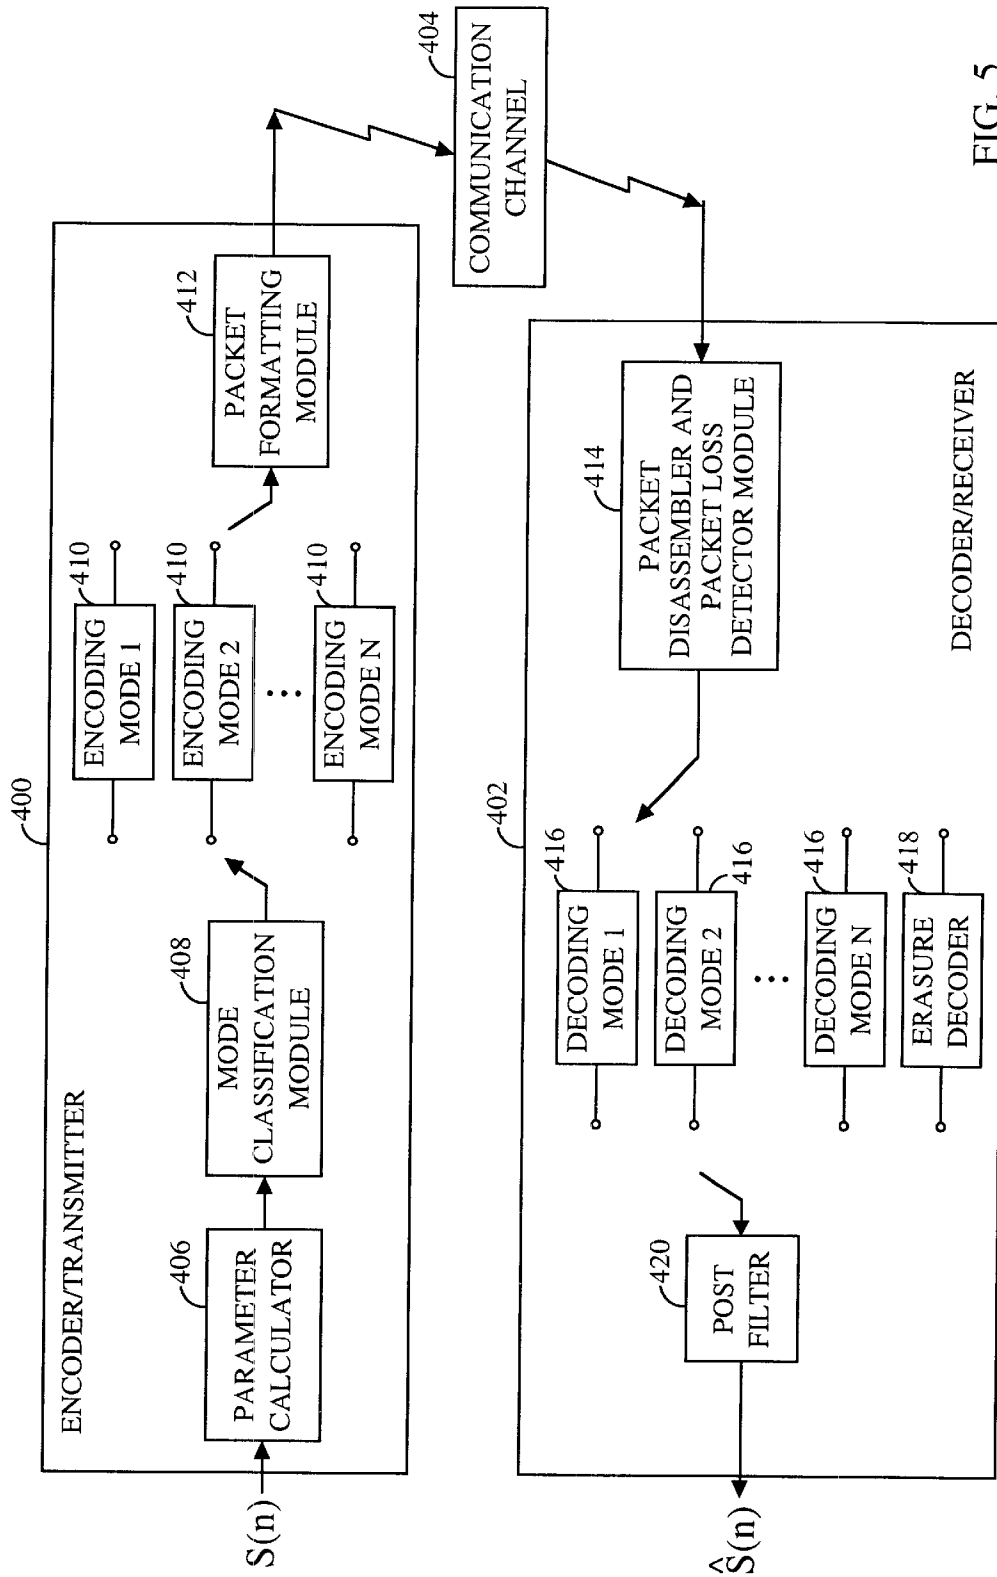 ENCODER/TRANSMITTER
400
S(n)
406
PARAMETER
CALCULATOR
408
MODE
CLASSIFICATION
MODULE
410
ENCODING
MODE 1
410
ENCODING
MODE 2
...
410
ENCODING
MODE N
412
PACKET
FORMATTING
MODULE
404
COMMUNICATION
CHANNEL
402
414
PACKET
DISASSEMBLER AND
PACKET LOSS
DETECTOR MODULE
416
DECODING
MODE 1
416
DECODING
MODE 2
...
416
DECODING
MODE N
418
ERASURE
DECODER
420
POST
FILTER
Ŝ(n)
DECODER/RECEIVER
FIG. 5